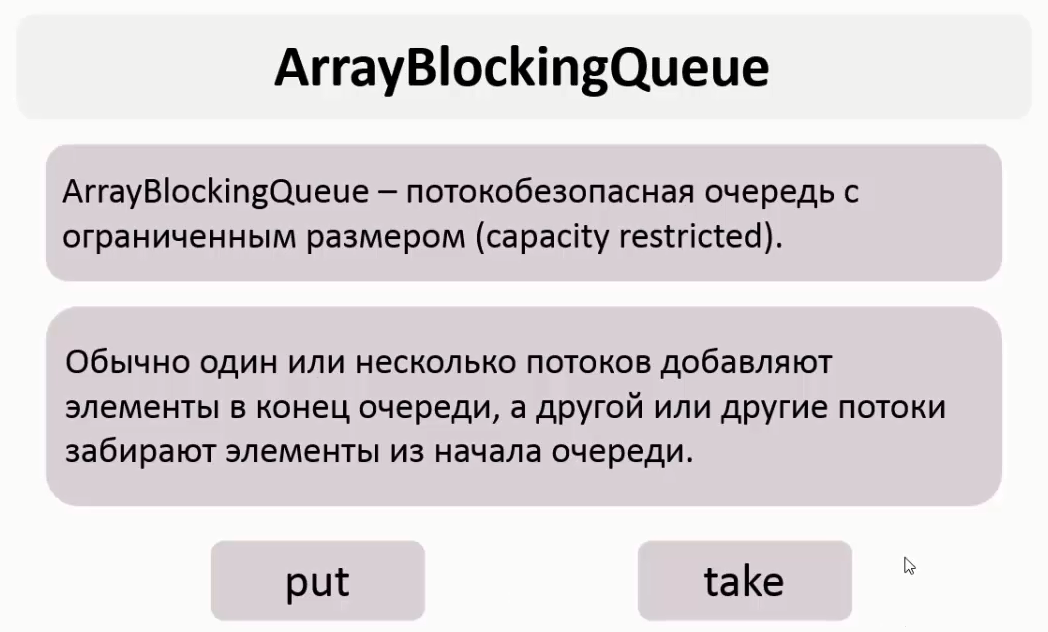 ArrayBlockingQueue
ArrayBlockingQueue – потокобезопасная очередь с
ограниченным размером (capacity restricted).
Обычно один или несколько потоков добавляют
элементы в конец очереди, а другой или другие потоки
забирают элементы из начала очереди.
put
take